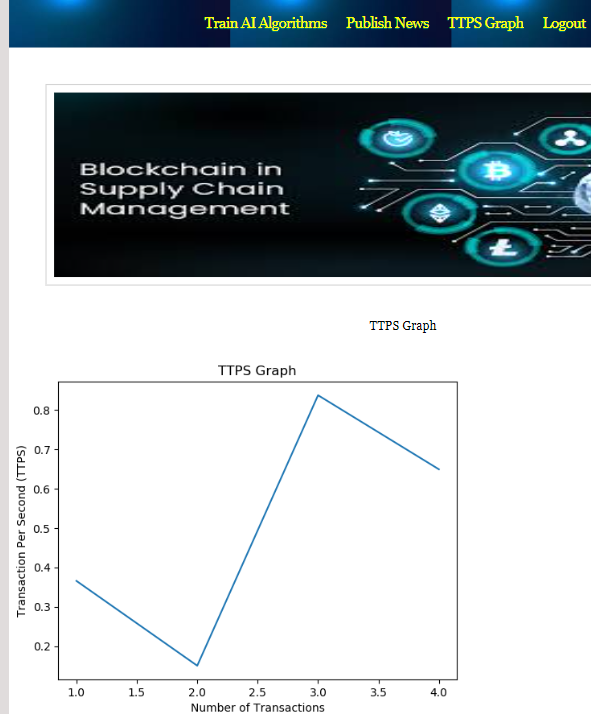 Train AI Algorithms Publish News TTPS Graph Logout
Blockchain in
Supply Chain
Management
TTPS Graph
TTPS Graph
Transaction Per Second (TTPS)
0.8
0.7
0.6
0.5
0.4
0.3
0.2
1.0 1.5 2.0 2.5 3.0 3.5 4.0
Number of Transactions